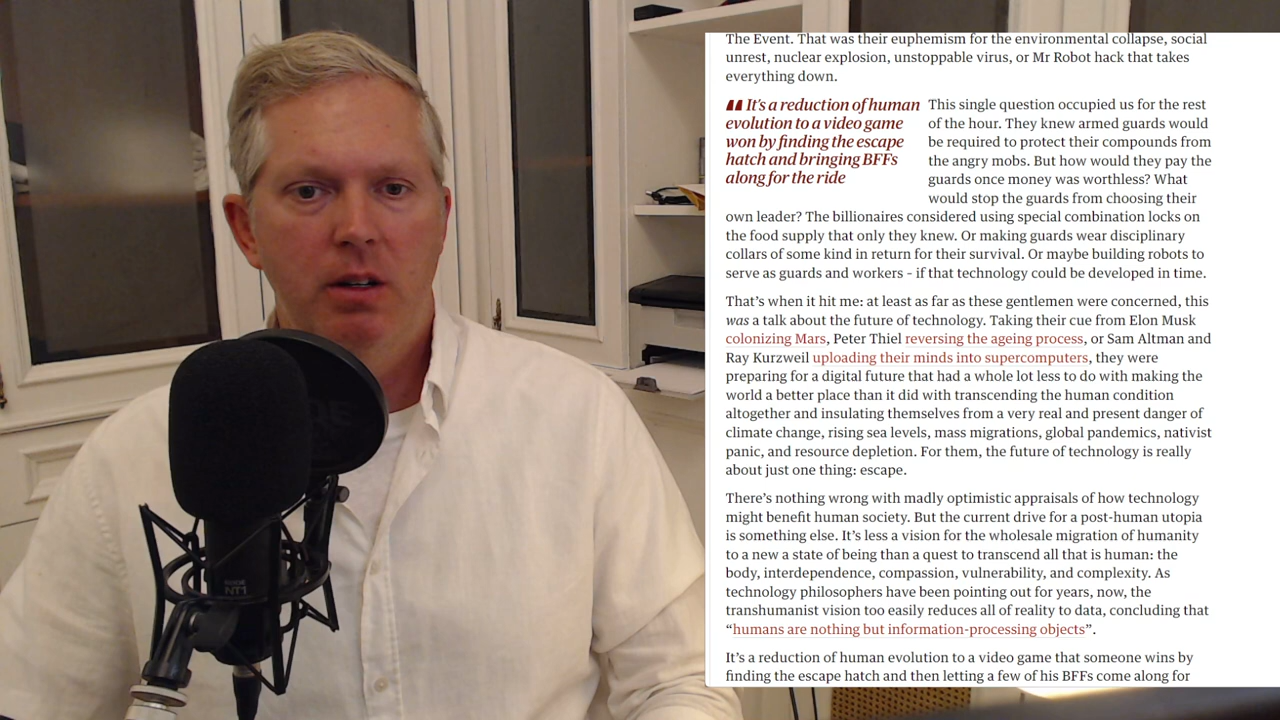 The Event. That was their euphemism for the environmental collapse, social
unrest, nuclear explosion, unstoppable virus, or Mr Robot hack that takes
everything down.
It's a reduction of human
evolution to a video game
won by finding the escape
hatch and bringing BFFs
along for the ride
This single question occupied us for the rest
of the hour. They knew armed guards would
be required to protect their compounds from
the angry mobs. But how would they pay the
guards once money was worthless? What
would stop the guards from choosing their
own leader? The billionaires considered using special combination locks on
the food supply that only they knew. Or making guards wear disciplinary
collars of some kind in return for their survival. Or maybe building robots to
serve as guards and workers – if that technology could be developed in time.
That's when it hit me: at least as far as these gentlemen were concerned, this
was a talk about the future of technology. Taking their cue from Elon Musk
colonizing Mars, Peter Thiel reversing the ageing process, or Sam Altman and
Ray Kurzweil uploading their minds into supercomputers, they were
preparing for a digital future that had a whole lot less to do with making the
world a better place than it did with transcending the human condition
altogether and insulating themselves from a very real and present danger of
climate change, rising sea levels, mass migrations, global pandemics, nativist
panic, and resource depletion. For them, the future of technology is really
about just one thing: escape.
There's nothing wrong with madly optimistic appraisals of how technology
might benefit human society. But the current drive for a post-human utopia
is something else. It's less a vision for the wholesale migration of humanity
to a new a state of being than a quest to transcend all that is human: the
body, interdependence, compassion, vulnerability, and complexity. As
technology philosophers have been pointing out for years, now, the
transhumanist vision too easily reduces all of reality to data, concluding that
“humans are nothing but information-processing objects”.
It's a reduction of human evolution to a video game that someone wins by
finding the escape hatch and then letting a few of his BFFs come along for
RODE
NT1